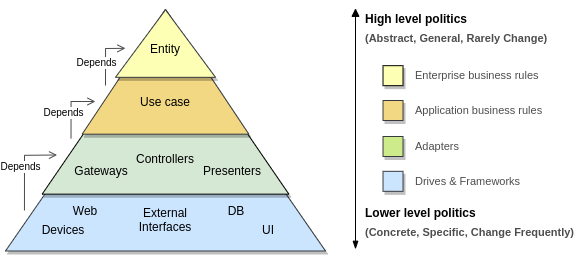 Entity
Depends
Use case
Depends
Controllers
Gateways
Presenters
Depends
Web
External
Interfaces
DB
Devices
UI
High level politics
(Abstract, General, Rarely Change)
Enterprise business rules
Application business rules
Adapters
Drives & Frameworks
Lower level politics
(Concrete, Specific, Change Frequently)